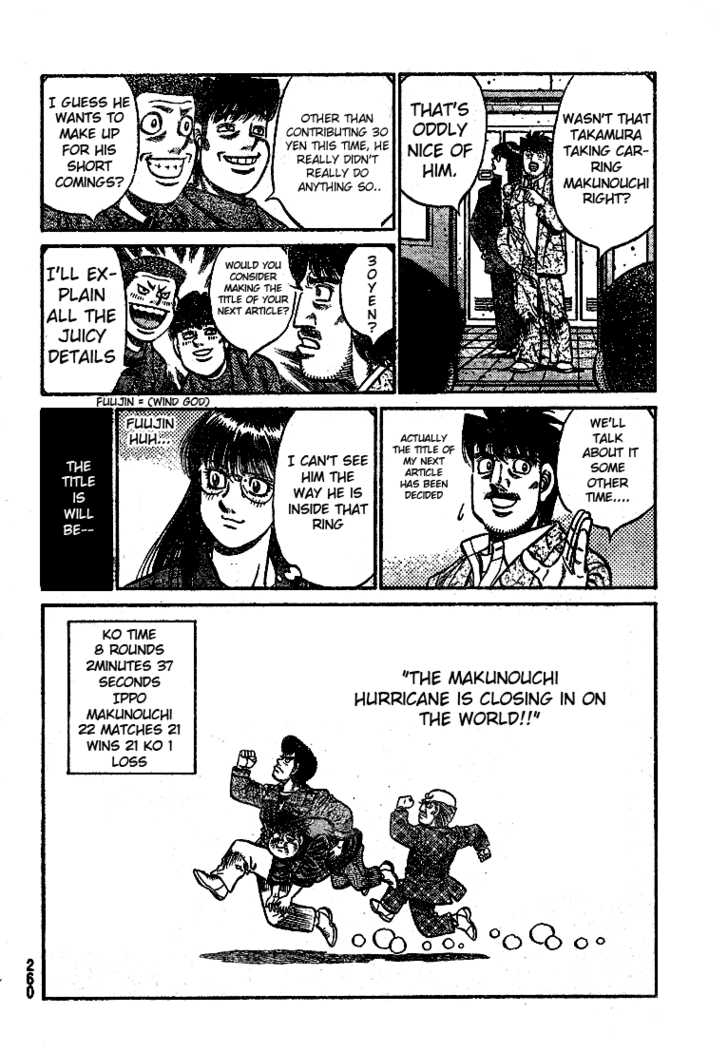 WASN'T THAT
TAKAMURA
TAKING CAR-
RING
MAKUNOUCHI
RIGHT?
THAT'S
ODDLY
NICE OF
HIM.
OTHER THAN
CONTRIBUTING 30
YEN THIS TIME, HE
REALLY DIDN'T
REALLY DO
ANYTHING SO..
I GUESS HE
WANTS TO
MAKE UP
FOR HIS
SHORT
COMINGS?
30YEN?
WOULD YOU
CONSIDER
MAKING THE
TITLE OF YOUR
NEXT ARTICLE?
I'LL EX-
PLAIN
ALL THE
JUICY
DETAILS
WE'LL
TALK
ABOUT IT
SOME
OTHER
TIME....
ACTUALLY
THE TITLE OF
MY NEXT
ARTICLE
HAS BEEN
DECIDED
I CAN'T SEE
HIM THE
WAY HE IS
INSIDE THAT
RING
FUUJIN = (WIND GOD)
FUUJIN
HUH...
THE
TITLE
IS
WILL
BE--
"THE MAKUNOUCHI
HURRICANE IS CLOSING IN ON
THE WORLD!!"
KO TIME
8 ROUNDS
2MINUTES 37
SECONDS
IPPO
MAKUNOUCHI
22 MATCHES 21
WINS 21 KO 1
LOSS
260